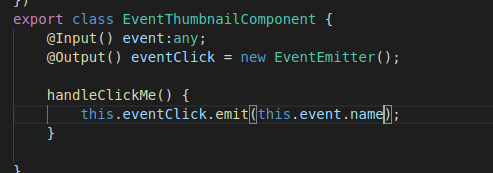 })
export class EventThumbnailComponent {
@Input() event:any;
@Output() eventClick = new EventEmitter();
handleClickMe() {
this.eventClick.emit(this.event.name);
}
}